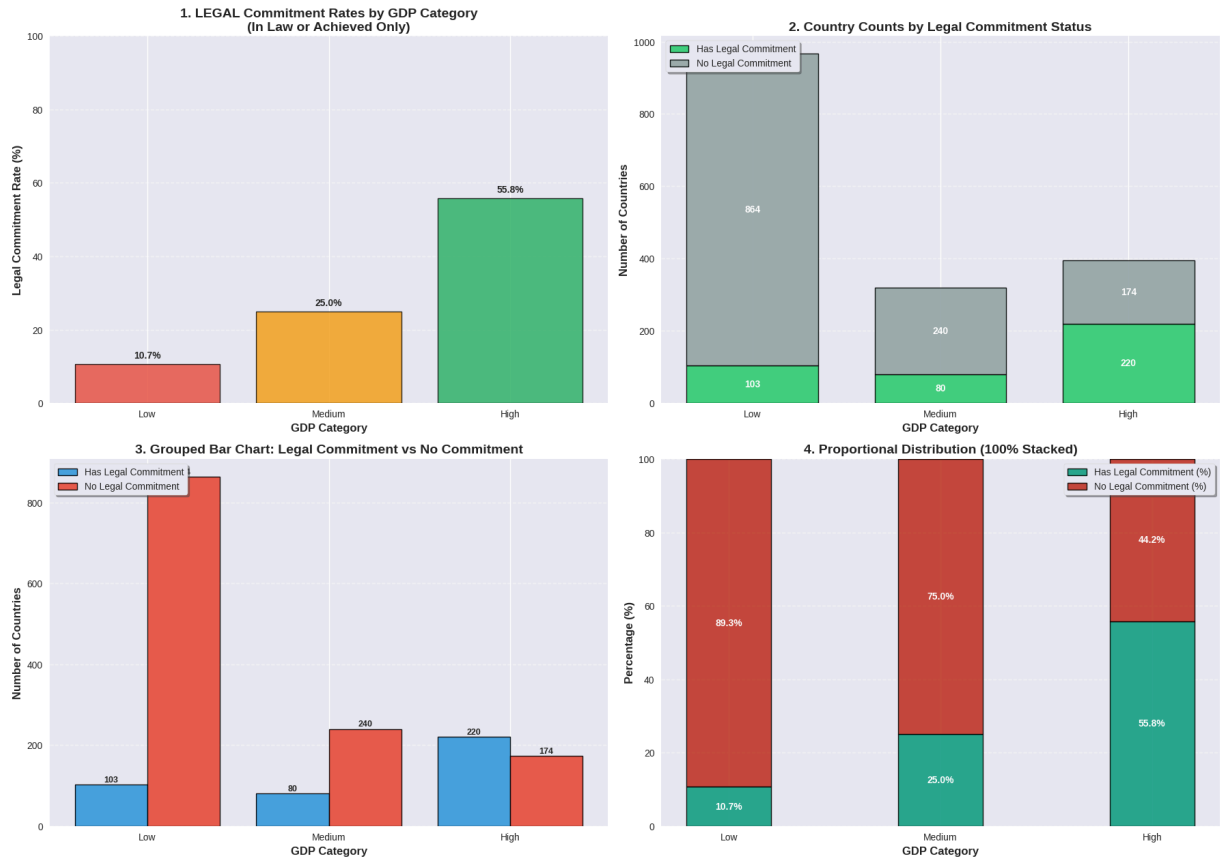 1. LEGAL Commitment Rates by GDP Category
(In Law or Achieved Only)
Legal Commitment Rate (%)
100
80
60
40
20
0
10.7%
25.0%
55.8%
Low
Medium
High
GDP Category
2. Country Counts by Legal Commitment Status
Has Legal Commitment
No Legal Commitment
Number of Countries
1000
800
600
400
200
0
864
103
240
80
174
220
Low
Medium
High
GDP Category
3. Grouped Bar Chart: Legal Commitment vs No Commitment
Has Legal Commitment
No Legal Commitment
Number of Countries
800
600
400
200
0
103
80
240
220
174
Low
Medium
High
GDP Category
4. Proportional Distribution (100% Stacked)
Has Legal Commitment (%)
No Legal Commitment (%)
Percentage (%)
100
80
60
40
20
0
89.3%
10.7%
75.0%
25.0%
44.2%
55.8%
Low
Medium
High
GDP Category